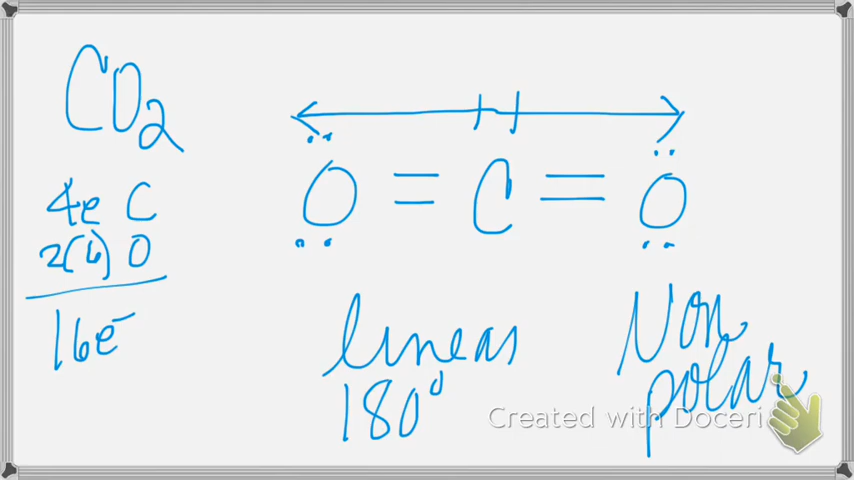 CO2
4e C
2(6) O
16e-
O = C = O
linear
180°
Non
polar
Created with Doceri